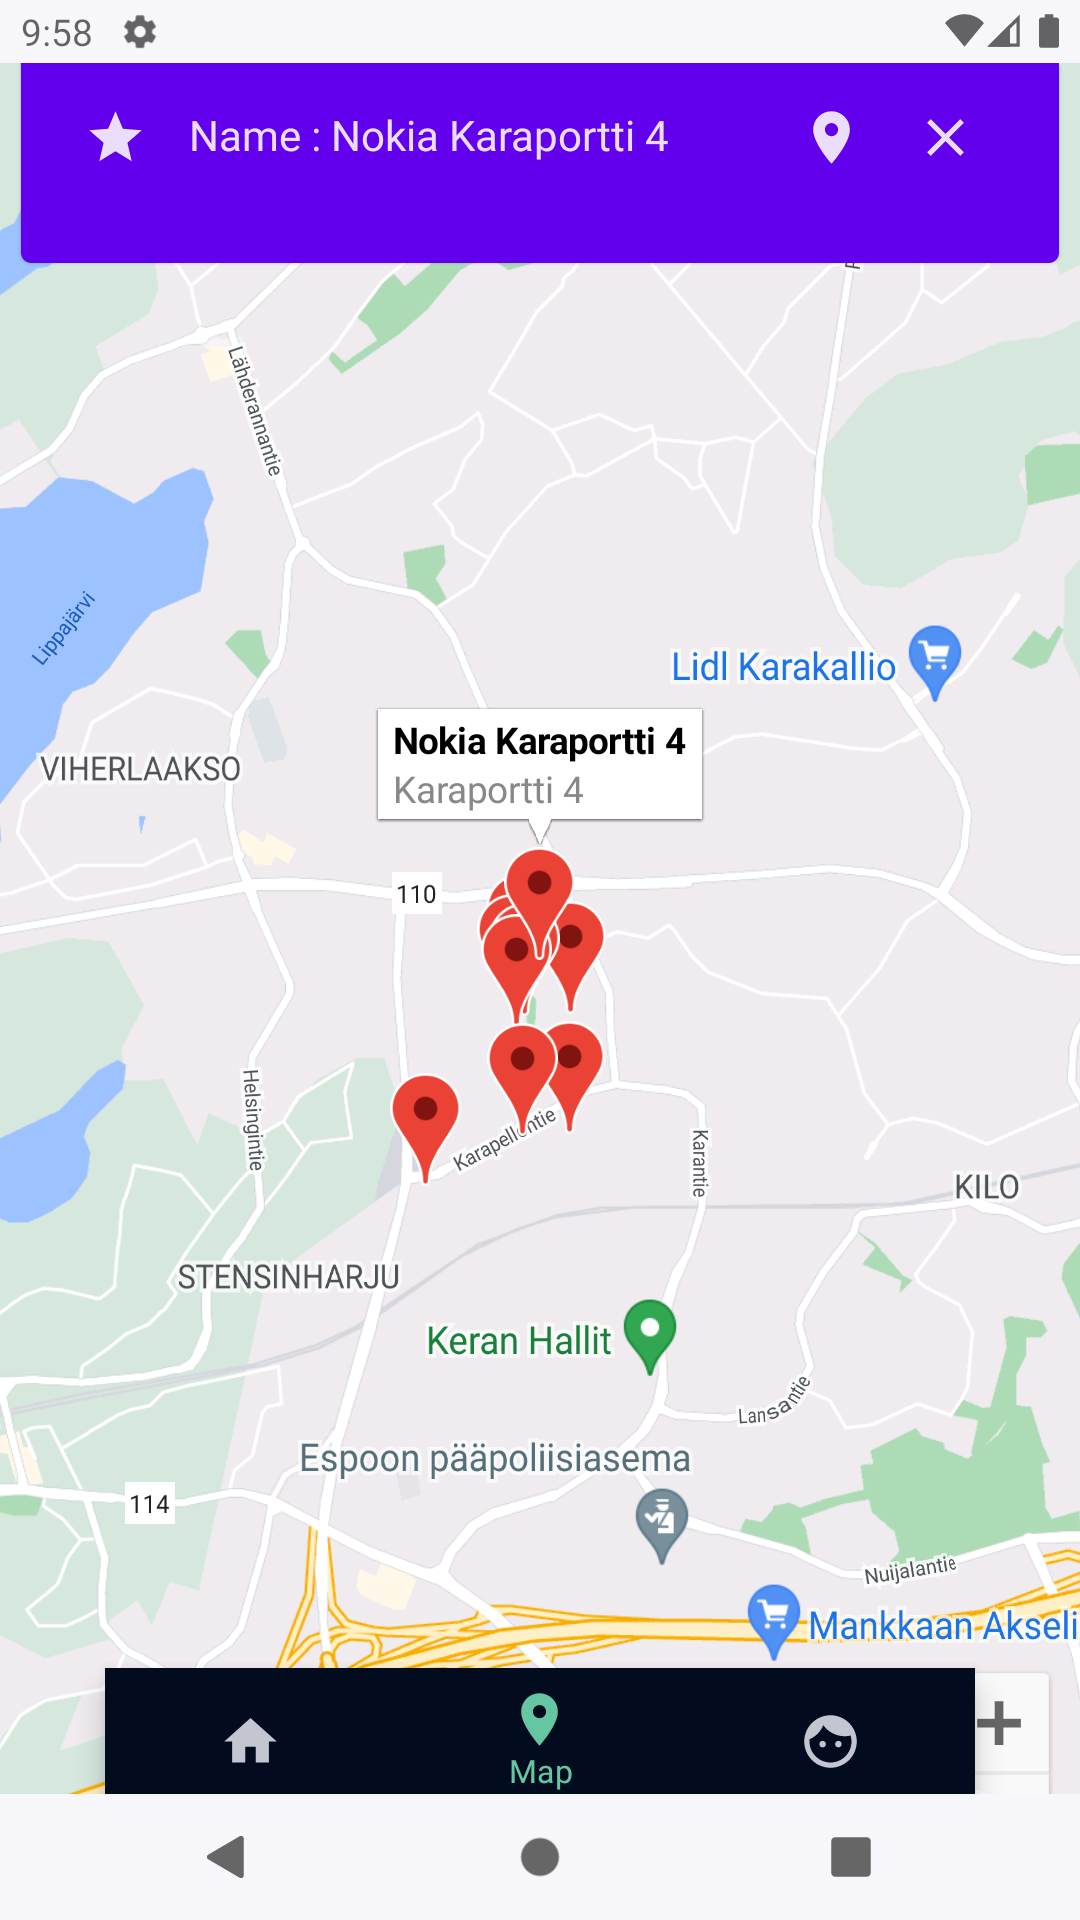 9:58
Name : Nokia Karaportti 4
Lähderannantie
Lippajärvi
Lidl Karakallio
Nokia Karaportti 4
Karaportti 4
VIHERLAAKSO
110
Helsingintie
Karapellontie
Karantie
KILO
STENSINHARJU
Keran Hallit
Lansantie
Espoon pääpoliisiasema
114
Nuijalantie
Mankkaan Akseli
Map